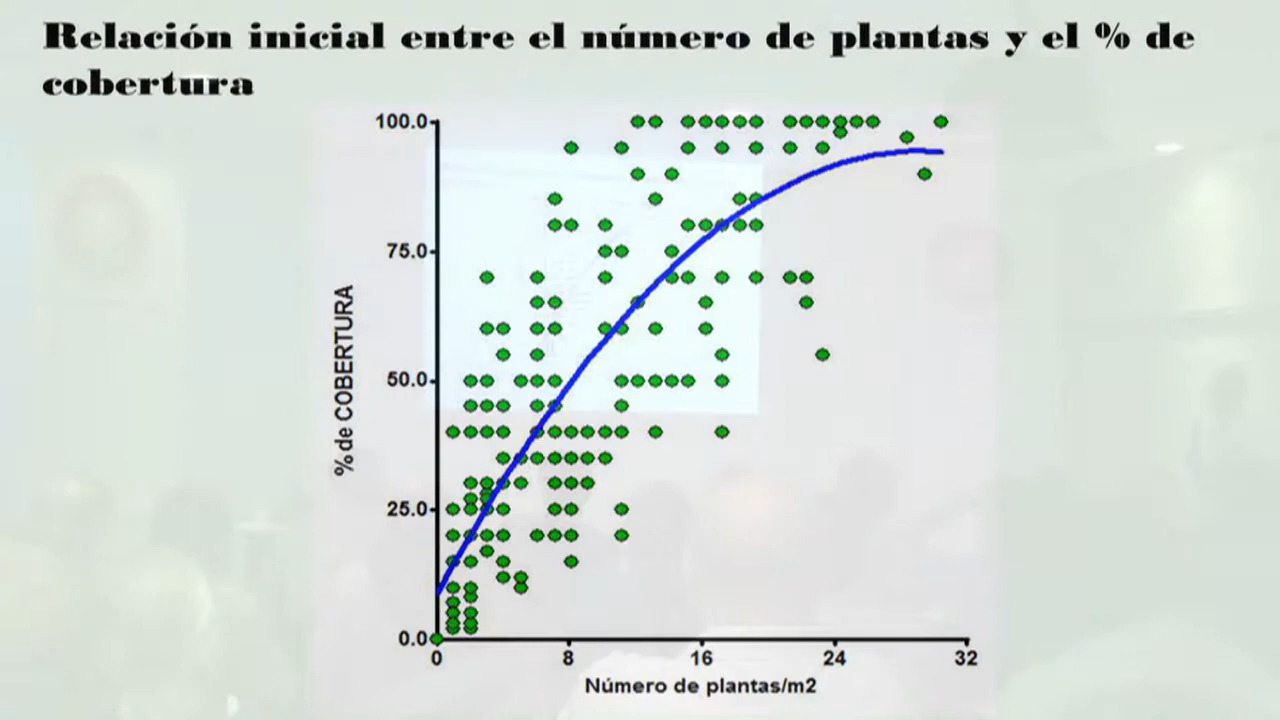 Relación inicial entre el número de plantas y el % de
cobertura
100.0
75.0
50.0
25.0
0.0
% de COBERTURA
0 8 16 24 32
Número de plantas/m2